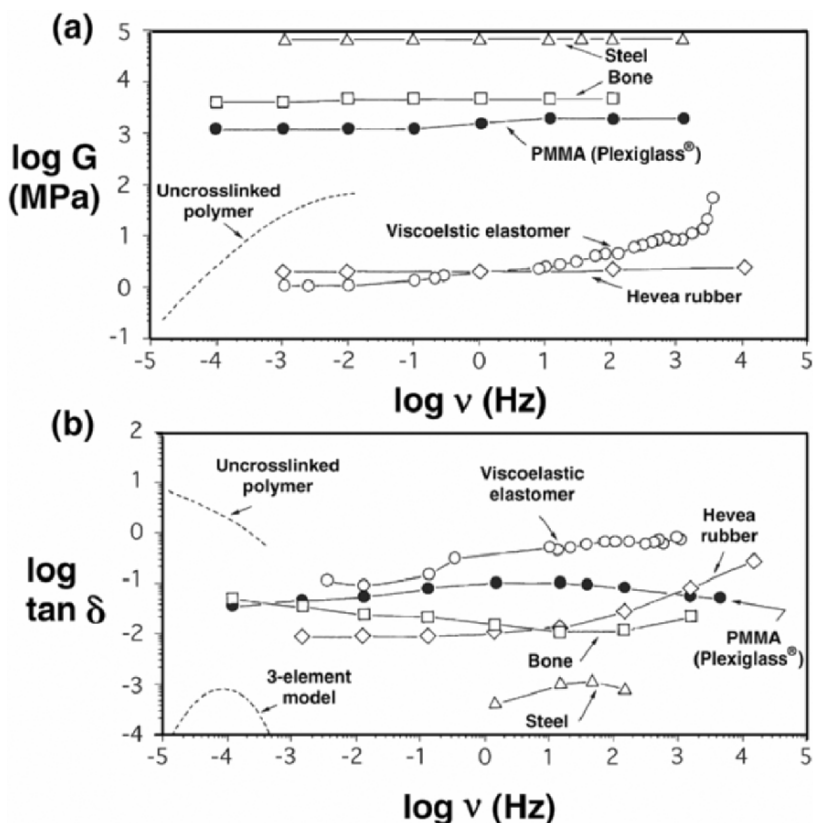 (a)
5
4
3
2
1
0
-1
log G
(MPa)
Steel
Bone
PMMA (Plexiglass®)
Uncrosslinked
polymer
Viscoelstic elastomer
Hevea rubber
-5 -4 -3 -2 -1 0 1 2 3 4 5
log ν (Hz)
(b)
2
1
0
-1
-2
-3
-4
log
tan δ
Uncrosslinked
polymer
Viscoelastic
elastomer
Hevea
rubber
PMMA
(Plexiglass®)
Bone
3-element
model
Steel
-5 -4 -3 -2 -1 0 1 2 3 4 5
log ν (Hz)